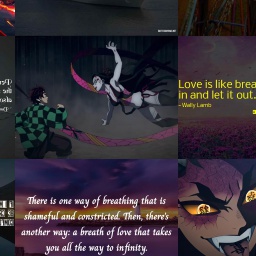 Love is like brea
in and let it out.
- Wally Lamb
There is one way of breathing that is
shameful and constricted. Then, there's
another way: a breath of love that takes
you all the way to infinity.